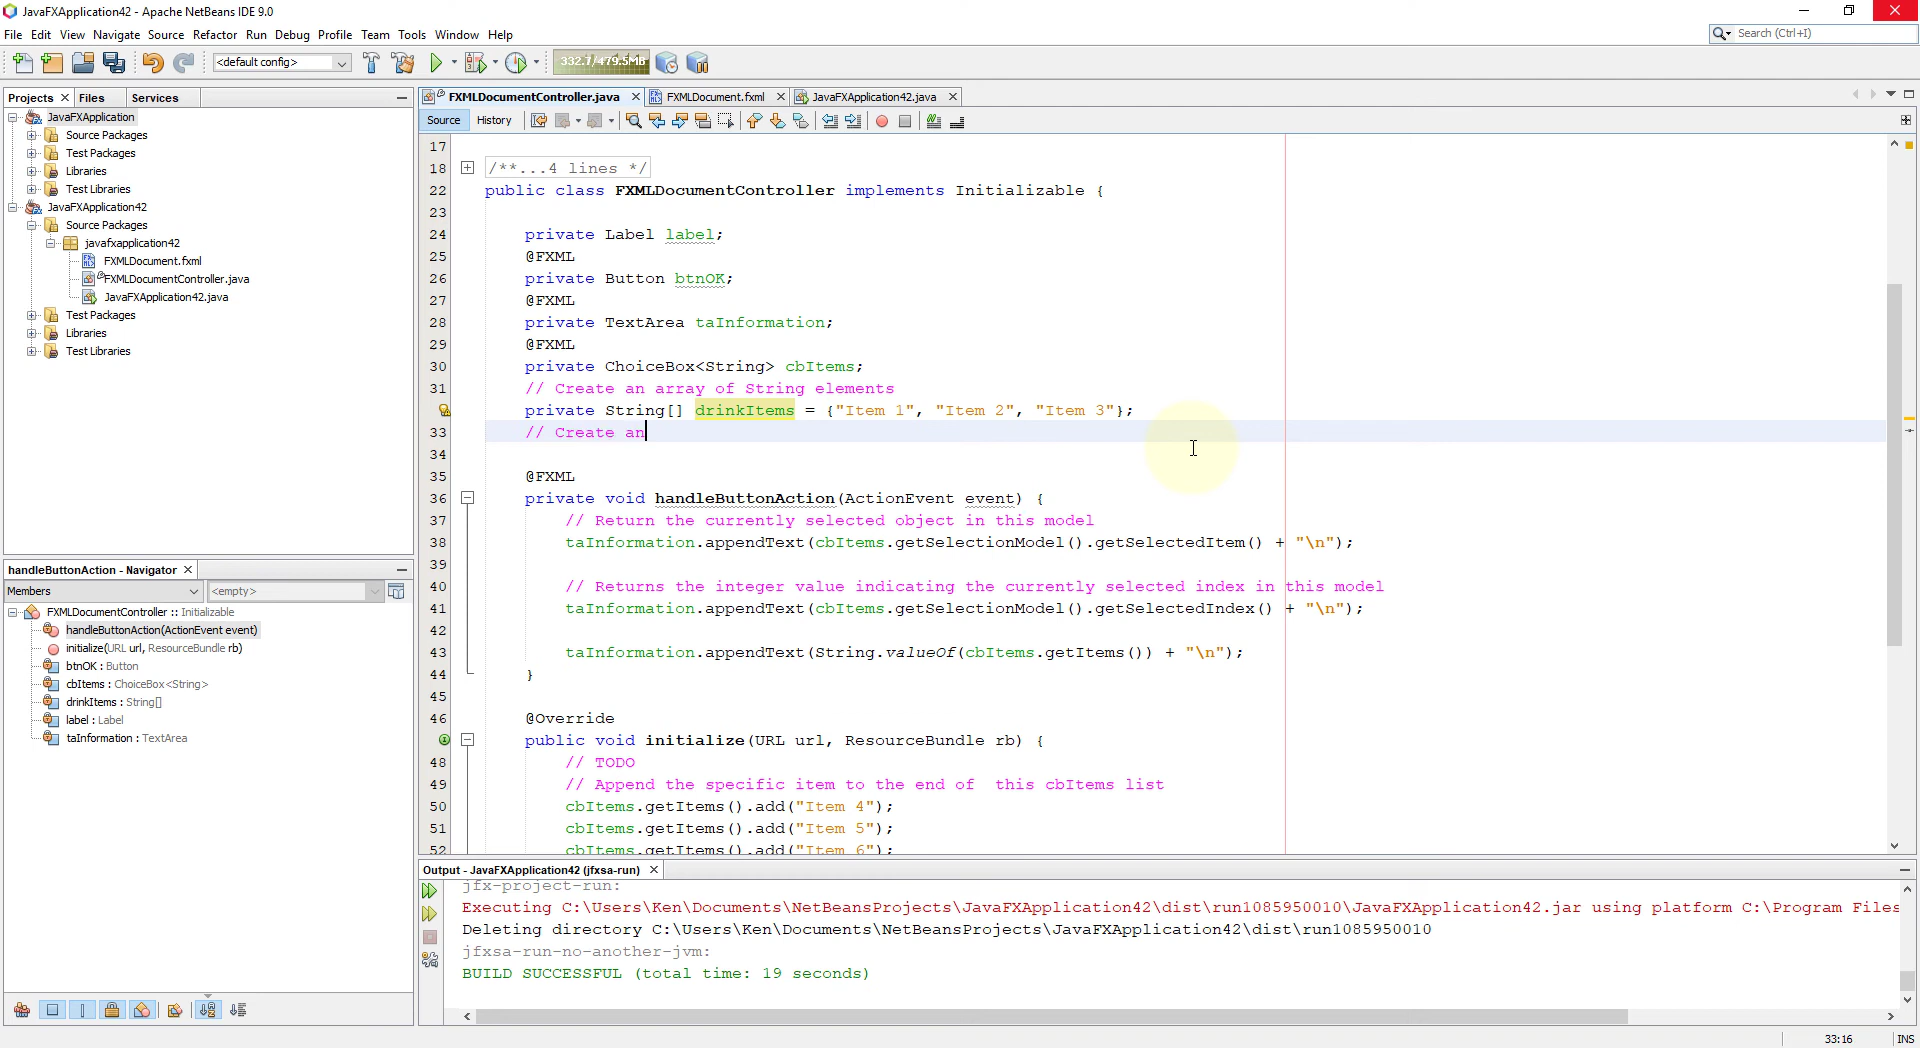 JavaFXApplication42 - Apache NetBeans IDE 9.0
File Edit View Navigate Source Refactor Run Debug Profile Team Tools Window Help
Search (Ctrl+I)
<default config>
332.7/479.5MB
Projects Files Services
JavaFXApplication
Source Packages
Test Packages
Libraries
Test Libraries
JavaFXApplication42
Source Packages
javafxapplication42
FXMLDocument.fxml
FXMLDocumentController.java
JavaFXApplication42.java
Test Packages
Libraries
Test Libraries
handleButtonAction - Navigator
Members <empty>
FXMLDocumentController :: Initializable
handleButtonAction(ActionEvent event)
initialize(URL url, ResourceBundle rb)
btnOK : Button
cbItems : ChoiceBox<String>
drinkItems : String[]
label : Label
taInformation : TextArea
FXMLDocumentController.java FXMLDocument.fxml JavaFXApplication42.java
Source History
17
18 /**...4 lines */
22 public class FXMLDocumentController implements Initializable {
23
24 private Label label;
25 @FXML
26 private Button btnOK;
27 @FXML
28 private TextArea taInformation;
29 @FXML
30 private ChoiceBox<String> cbItems;
31 // Create an array of String elements
private String[] drinkItems = {"Item 1", "Item 2", "Item 3"};
33 // Create an
34
35 @FXML
36 private void handleButtonAction(ActionEvent event) {
37 // Return the currently selected object in this model
38 taInformation.appendText(cbItems.getSelectionModel().getSelectedItem() + "\n");
39
40 // Returns the integer value indicating the currently selected index in this model
41 taInformation.appendText(cbItems.getSelectionModel().getSelectedIndex() + "\n");
42
43 taInformation.appendText(String.valueOf(cbItems.getItems()) + "\n");
44 }
45
46 @Override
public void initialize(URL url, ResourceBundle rb) {
48 // TODO
49 // Append the specific item to the end of  this cbItems list
50 cbItems.getItems().add("Item 4");
51 cbItems.getItems().add("Item 5");
52 cbItems.getItems().add("Item 6");
Output - JavaFXApplication42 (jfxsa-run)
jfx-project-run:
Executing C:\Users\Ken\Documents\NetBeansProjects\JavaFXApplication42\dist\run1085950010\JavaFXApplication42.jar using platform C:\Program Files
Deleting directory C:\Users\Ken\Documents\NetBeansProjects\JavaFXApplication42\dist\run1085950010
jfxsa-run-no-another-jvm:
BUILD SUCCESSFUL (total time: 19 seconds)
33:16 INS